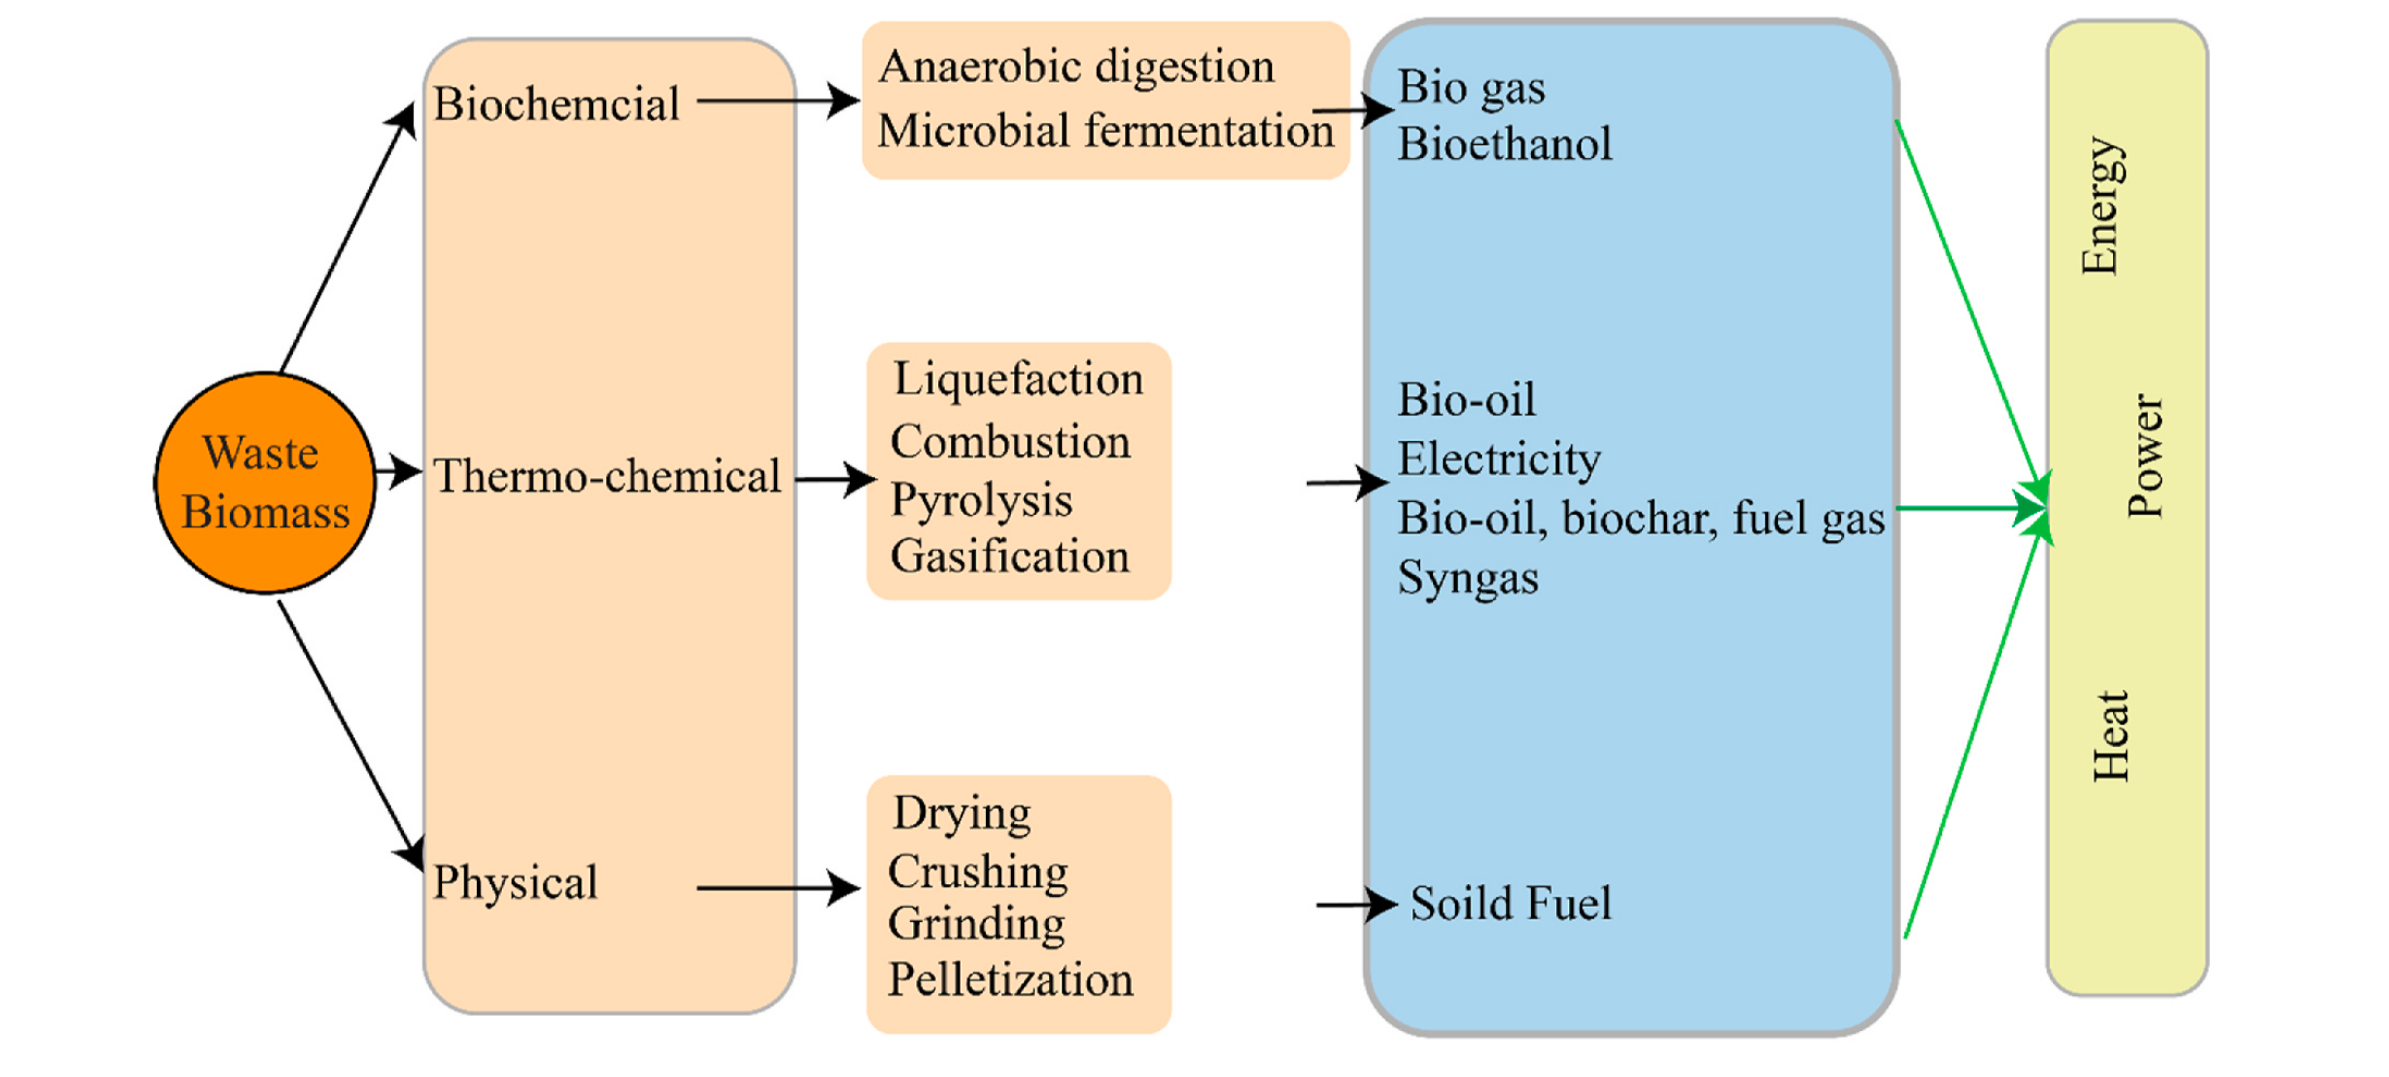 Waste
Biomass
Biochemcial
Thermo-chemical
Physical
Anaerobic digestion
Microbial fermentation
Liquefaction
Combustion
Pyrolysis
Gasification
Drying
Crushing
Grinding
Pelletization
Bio gas
Bioethanol
Bio-oil
Electricity
Bio-oil, biochar, fuel gas
Syngas
Soild Fuel
Energy
Power
Heat